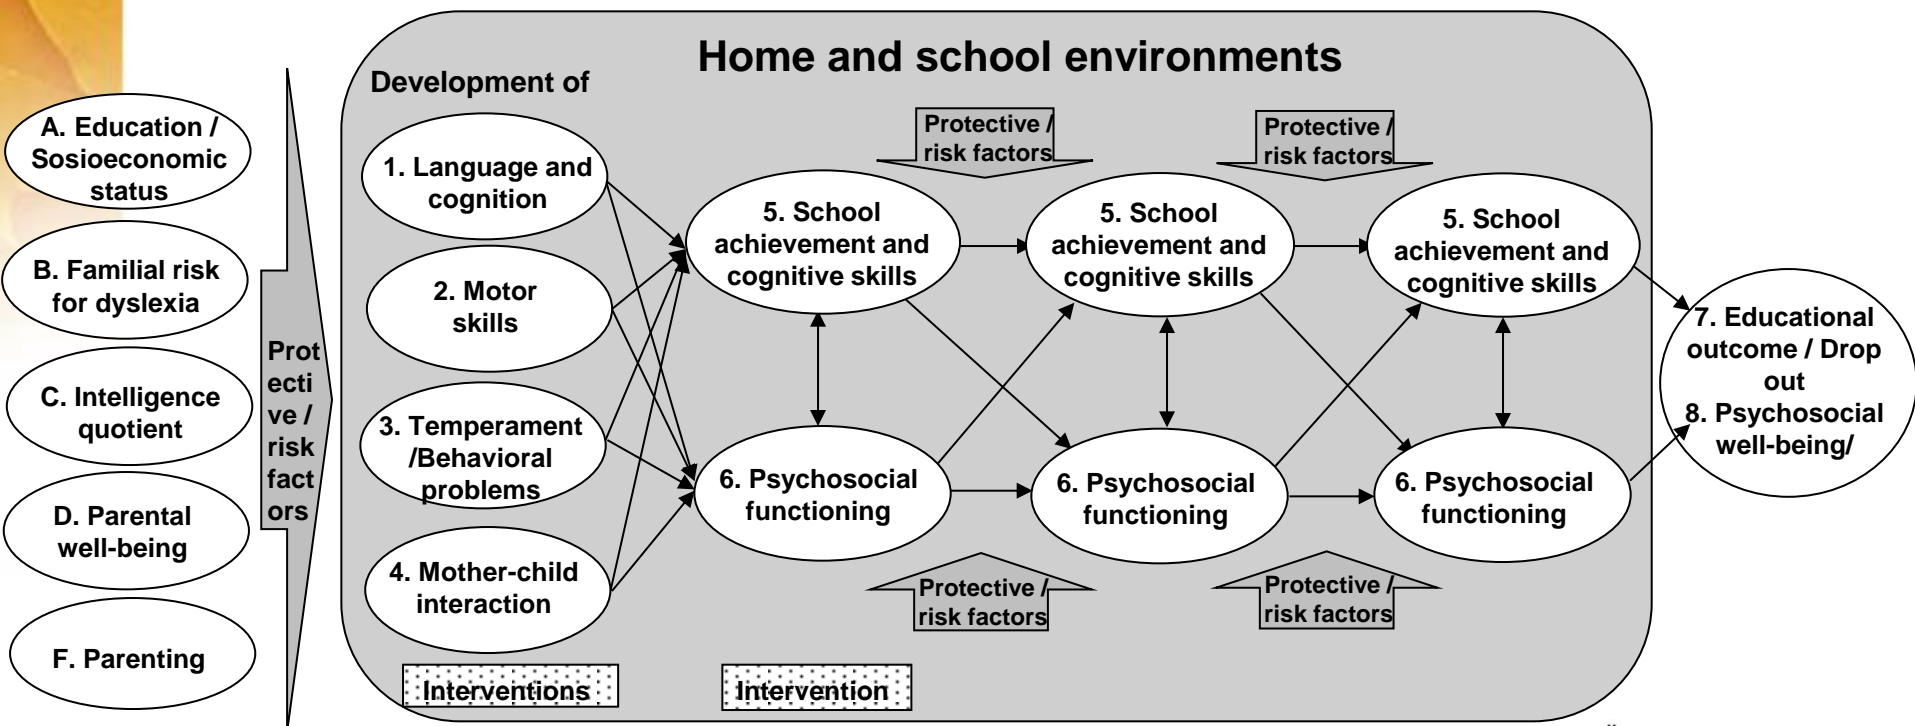 Home and school environments
Development of
A. Education /
Sosioeconomic
status
B. Familial risk
for dyslexia
C. Intelligence
quotient
D. Parental
well-being
F. Parenting
Prot
ecti
ve /
risk
fact
ors
1. Language and
cognition
2. Motor
skills
3. Temperament
/Behavioral
problems
4. Mother-child
interaction
Interventions
Protective /
risk factors
Protective /
risk factors
5. School
achievement and
cognitive skills
5. School
achievement and
cognitive skills
5. School
achievement and
cognitive skills
6. Psychosocial
functioning
6. Psychosocial
functioning
6. Psychosocial
functioning
Protective /
risk factors
Protective /
risk factors
Intervention
7. Educational
outcome / Drop
out
8. Psychosocial
well-being/